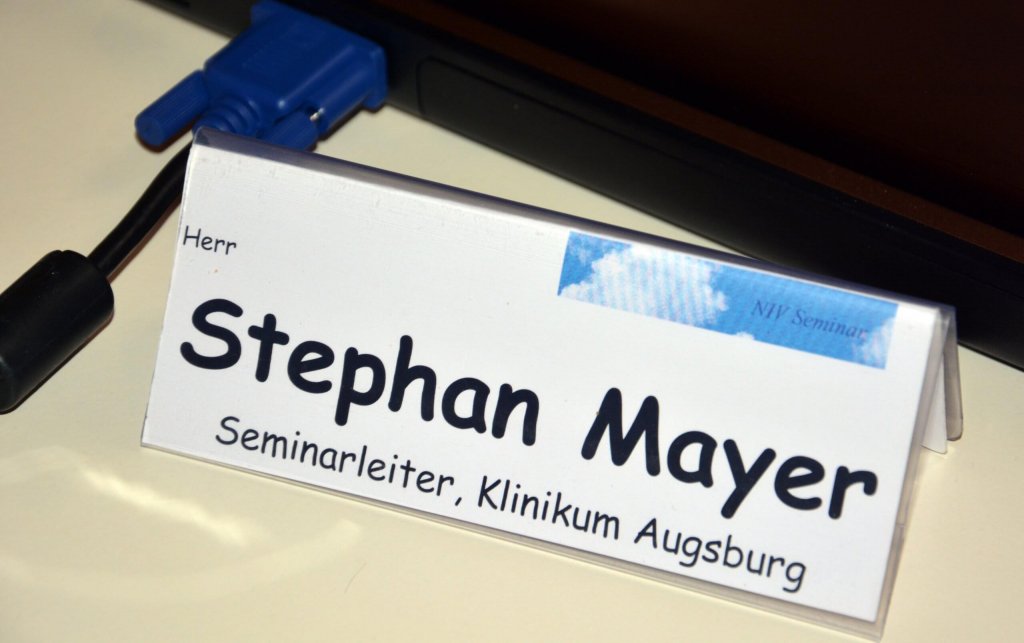 Herr
NIV Seminar
Stephan Mayer
Seminarleiter, Klinikum Augsburg